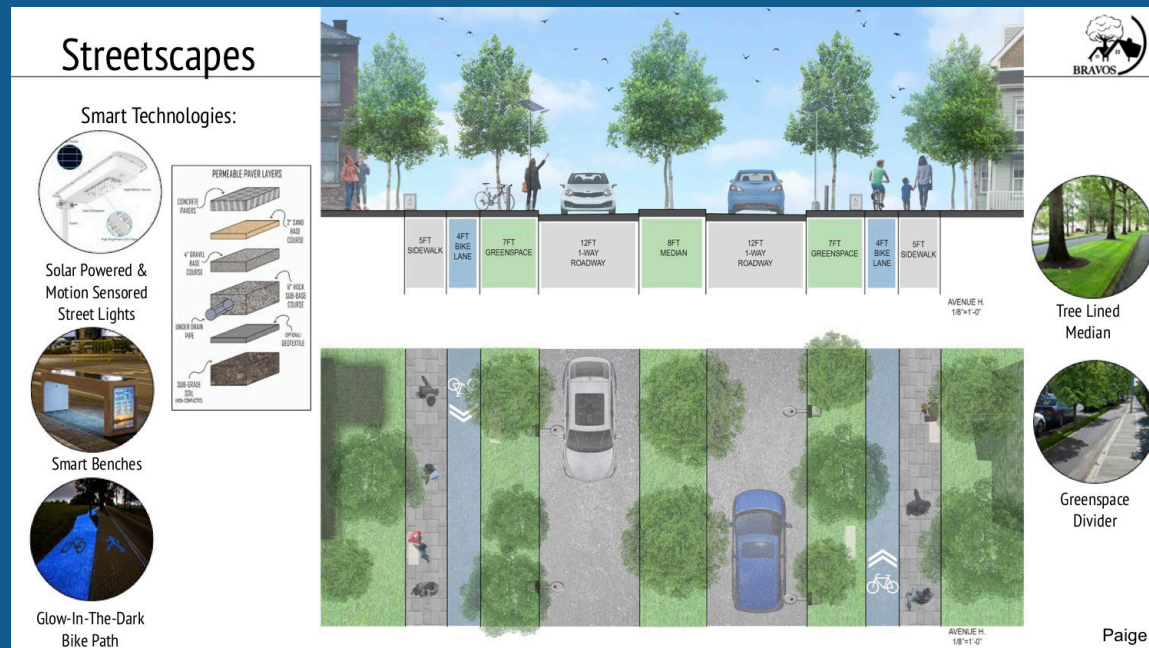 Streetscapes
BRAVOS
Smart Technologies:
Solar Powered &
Motion Sensored
Street Lights
Smart Benches
Glow-In-The-Dark
Bike Path
PERMEABLE PAVER LAYERS
CONCRETE
PAVERS
2" SAND
BASE
COURSE
4" GRAVEL
BASE
COURSE
6" HUCK
SUB-BASE
COURSE
UNDER DRAIN
PIPE
(OPTIONAL)
GEOTEXTILE
SUB-GRADE
SOIL
(NON-COMPACTED)
5FT
SIDEWALK
4FT
BIKE
LANE
7FT
GREENSPACE
12FT
1-WAY
ROADWAY
8FT
MEDIAN
12FT
1-WAY
ROADWAY
7FT
GREENSPACE
4FT
BIKE
LANE
5FT
SIDEWALK
AVENUE H.
1/8"=1'-0"
Tree Lined
Median
Greenspace
Divider
AVENUE H.
1/8"=1'-0"
Paige